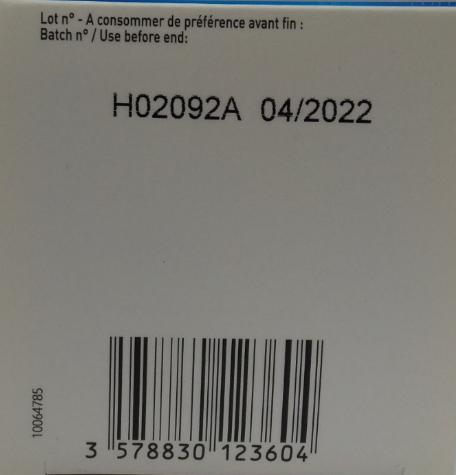 Lot n° - A consommer de préférence avant fin :
Batch n° / Use before end:
H02092A 04/2022
10064785
3 578830 123604